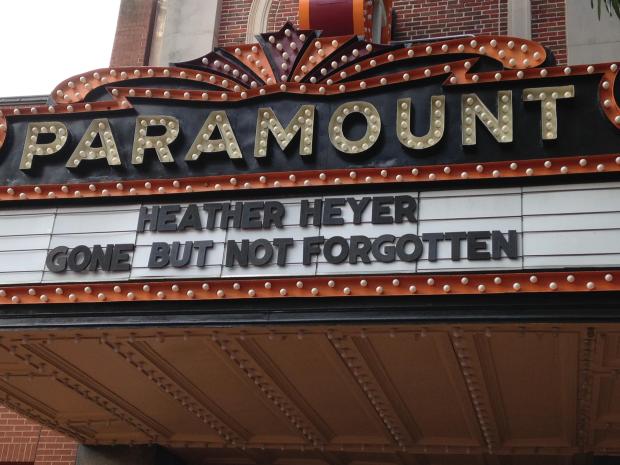 PARAMOUNT
HEATHER HEYER
GONE BUT NOT FORGOTTEN